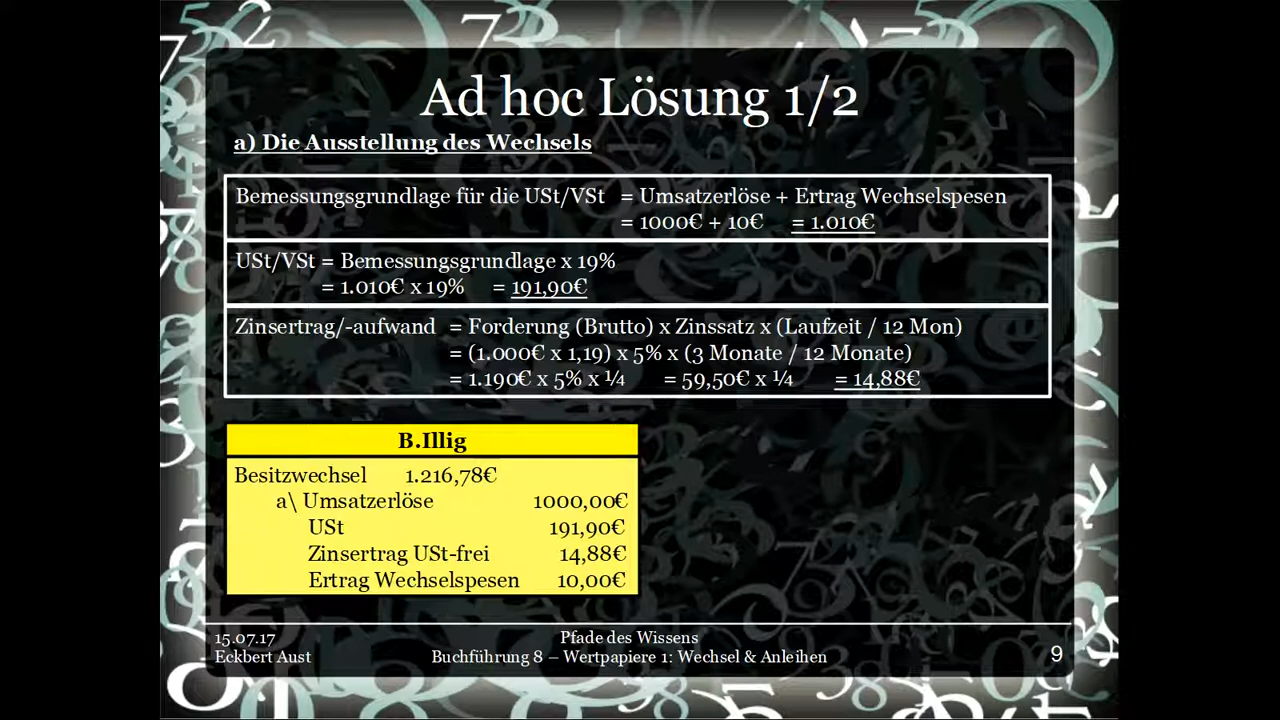 Ad hoc Lösung 1/2
a) Die Ausstellung des Wechsels
Bemessungsgrundlage für die USt/VSt = Umsatzerlöse + Ertrag Wechselspesen
= 1000€ + 10€ = 1.010€
USt/VSt = Bemessungsgrundlage x 19%
= 1.010€ x 19% = 191,90€
Zinsertrag/-aufwand = Forderung (Brutto) x Zinssatz x (Laufzeit / 12 Mon)
= (1.000€ x 1,19) x 5% x (3 Monate / 12 Monate)
= 1.190€ x 5% x ¼ = 59,50€ x ¼ = 14,88€
B.Illig
Besitzwechsel 1.216,78€
a\ Umsatzerlöse 1000,00€
USt 191,90€
Zinsertrag USt-frei 14,88€
Ertrag Wechselspesen 10,00€
15.07.17 Pfade des Wissens
Eckbert Aust Buchführung 8 – Wertpapiere 1: Wechsel & Anleihen 9